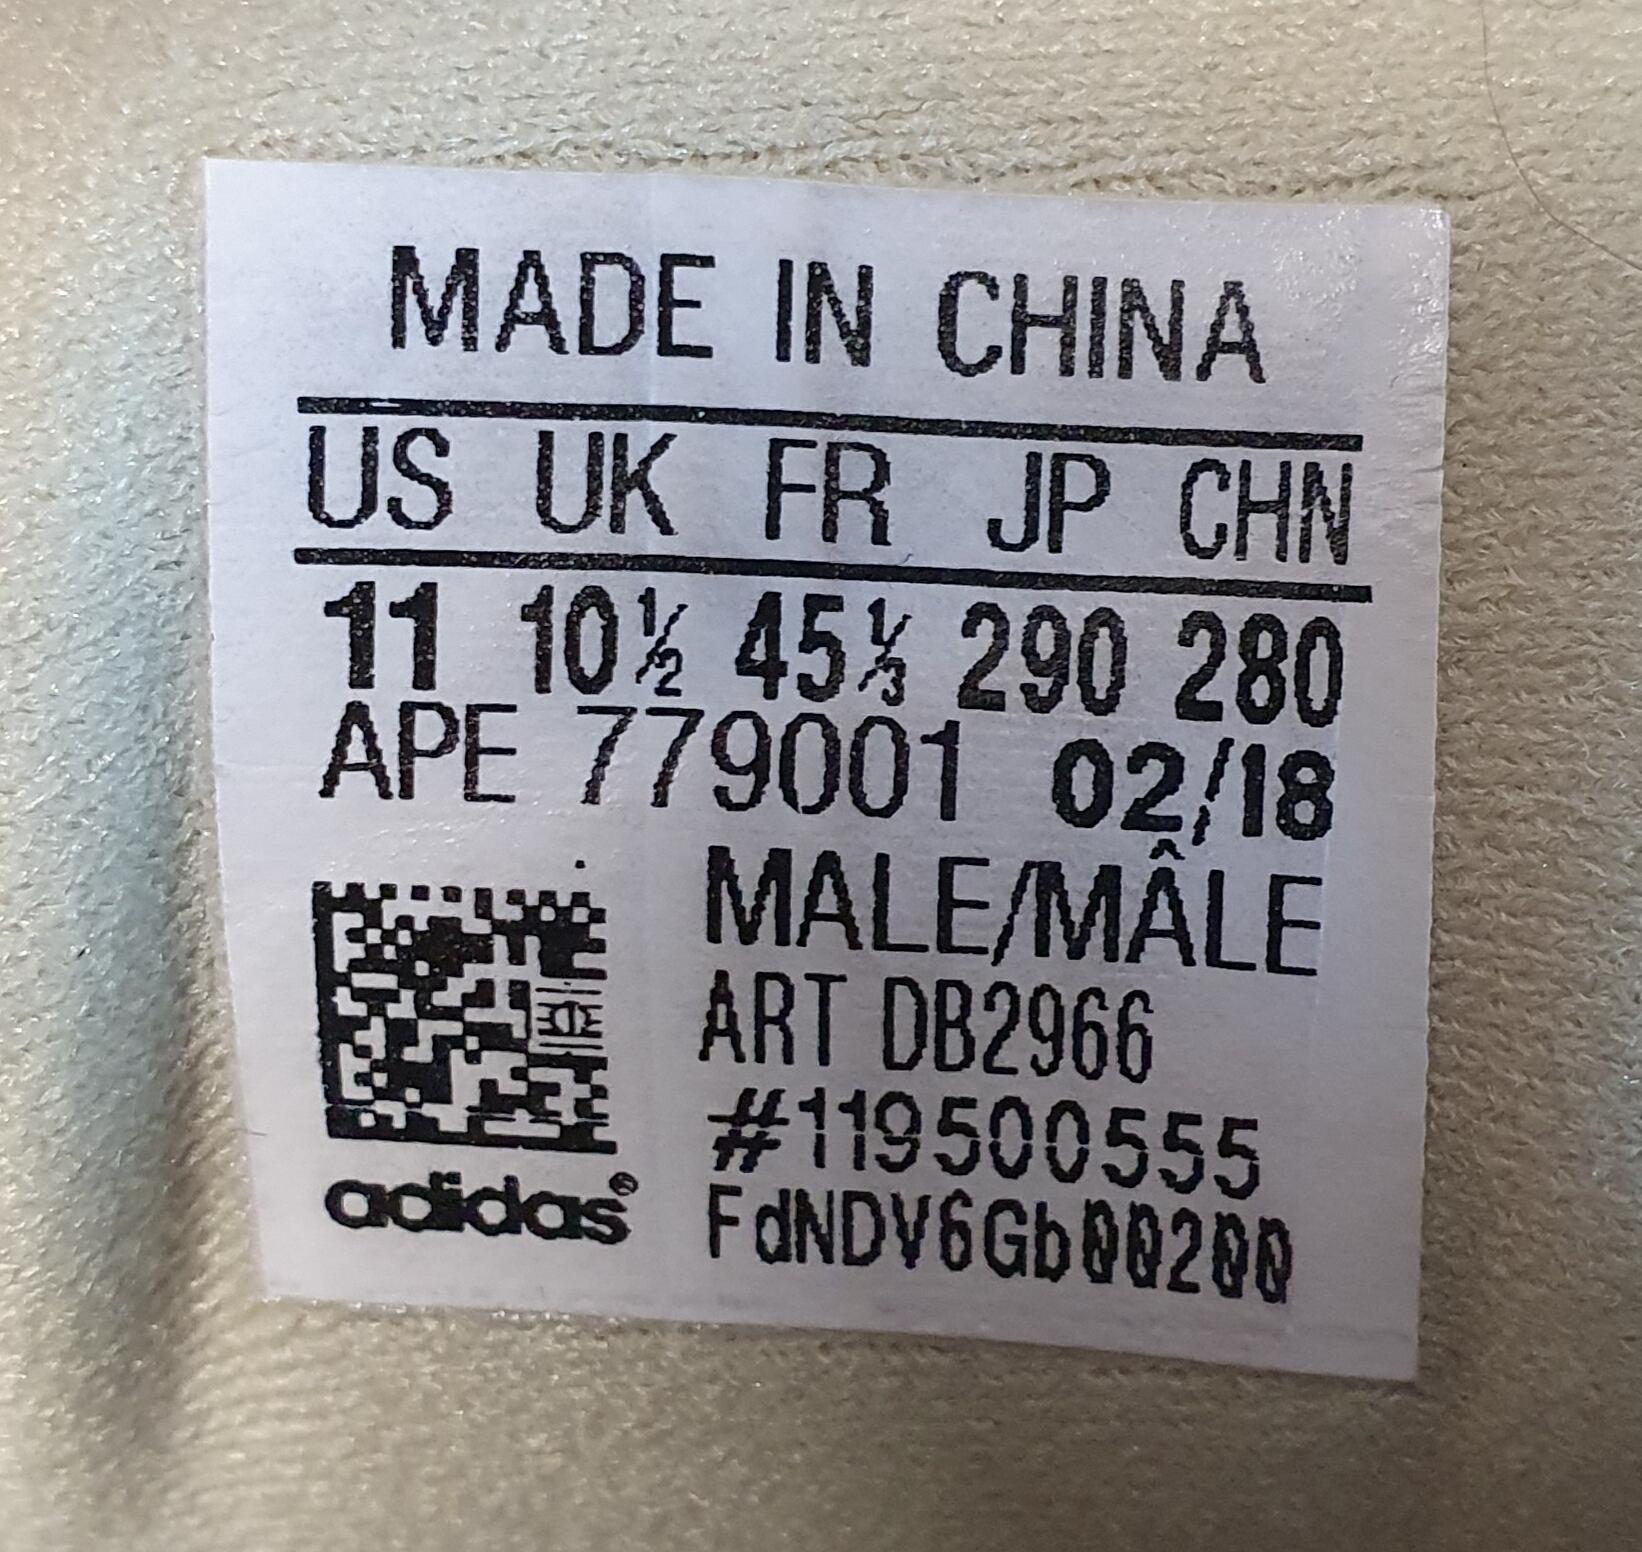 MADE IN CHINA
US UK FR JP CHN
11 10½ 45⅓ 290 280
APE 779001 02/18
MALE/MÂLE
ART DB2966
#119500555
FdNDV6Gb00200
adidas®